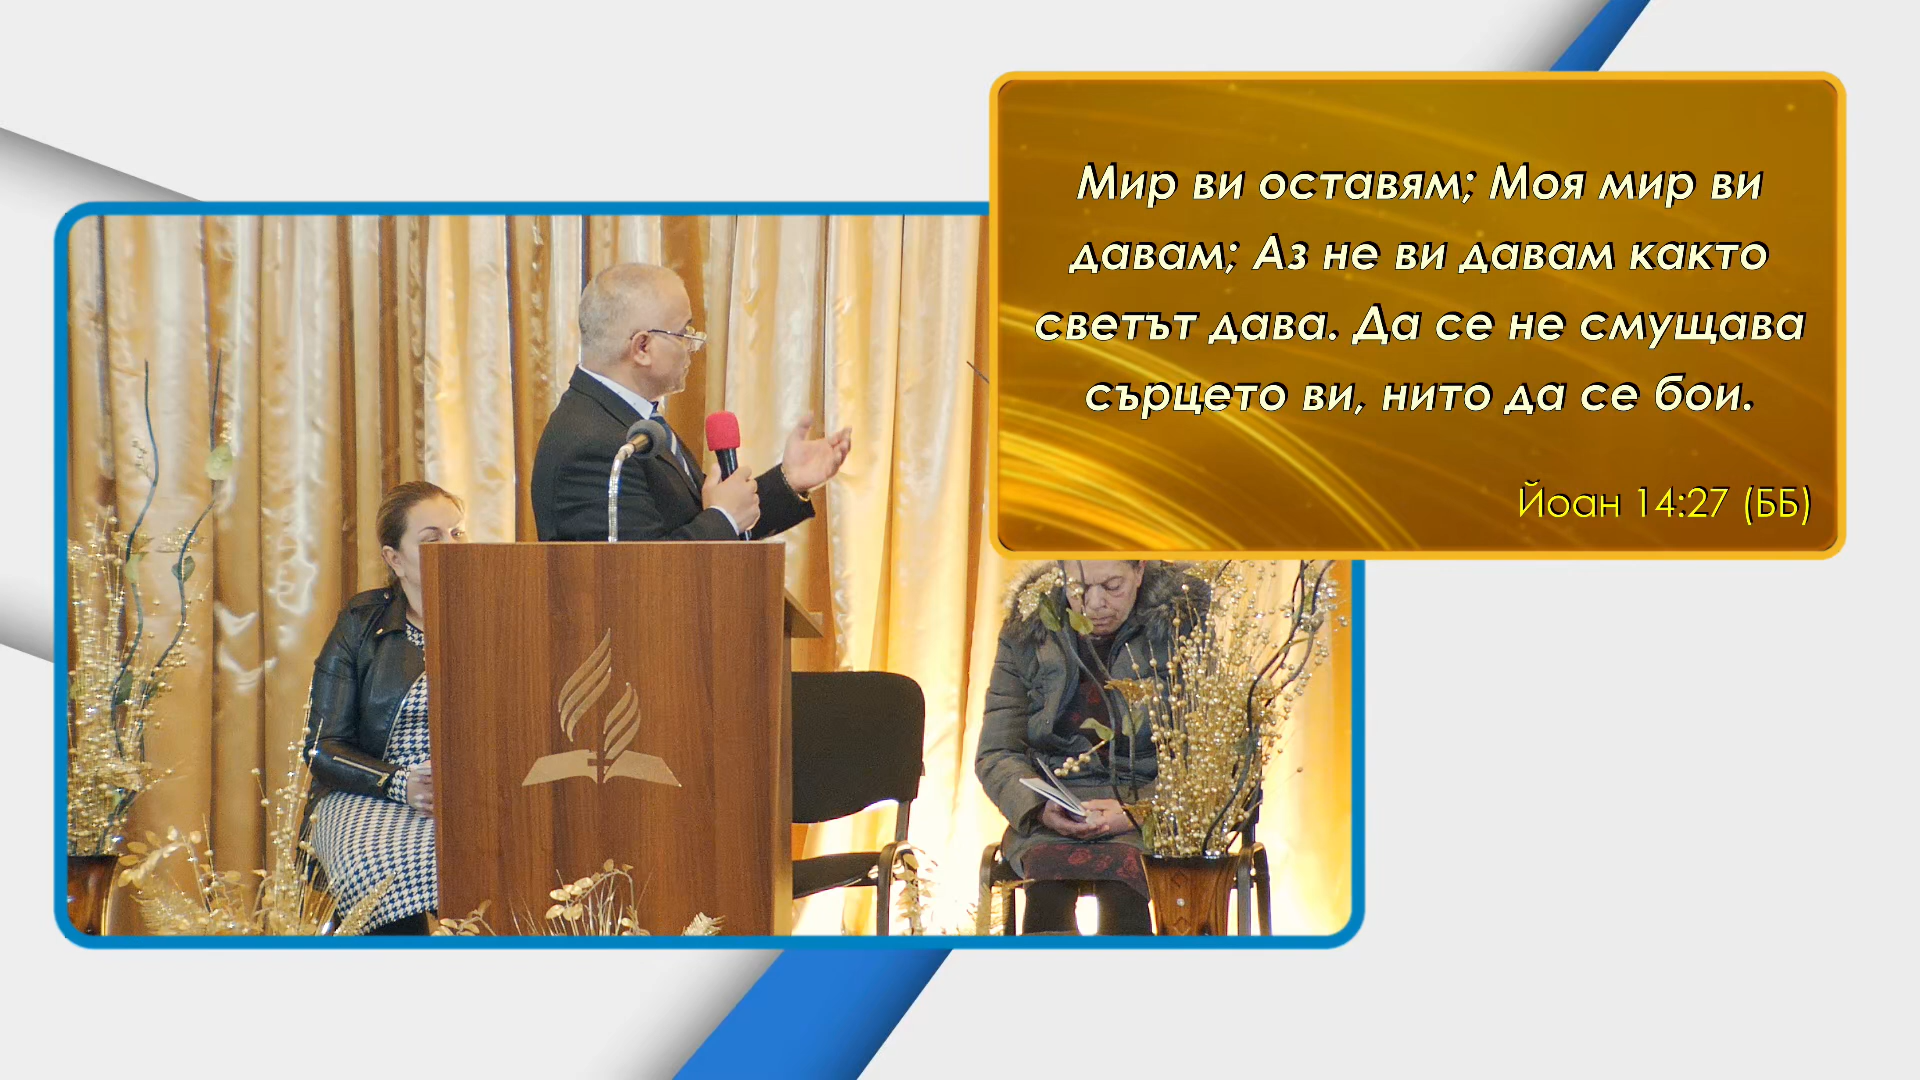 Мир ви оставям; Моя мир ви
давам; Аз не ви давам както
светът дава. Да се не смущава
сърцето ви, нито да се бои.
Йоан 14:27 (ББ)